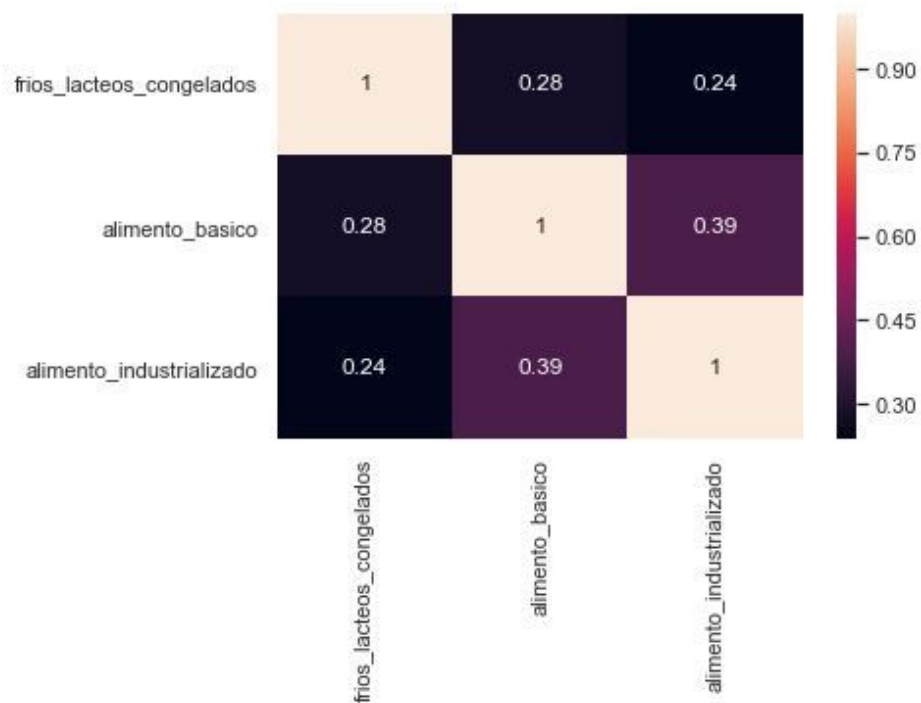 frios_lacteos_congelados
1
0.28
0.24
alimento_basico
0.28
1
0.39
alimento_industrializado
0.24
0.39
1
0.90
0.75
0.60
0.45
0.30
frios_lacteos_congelados
alimento_basico
alimento_industrializado